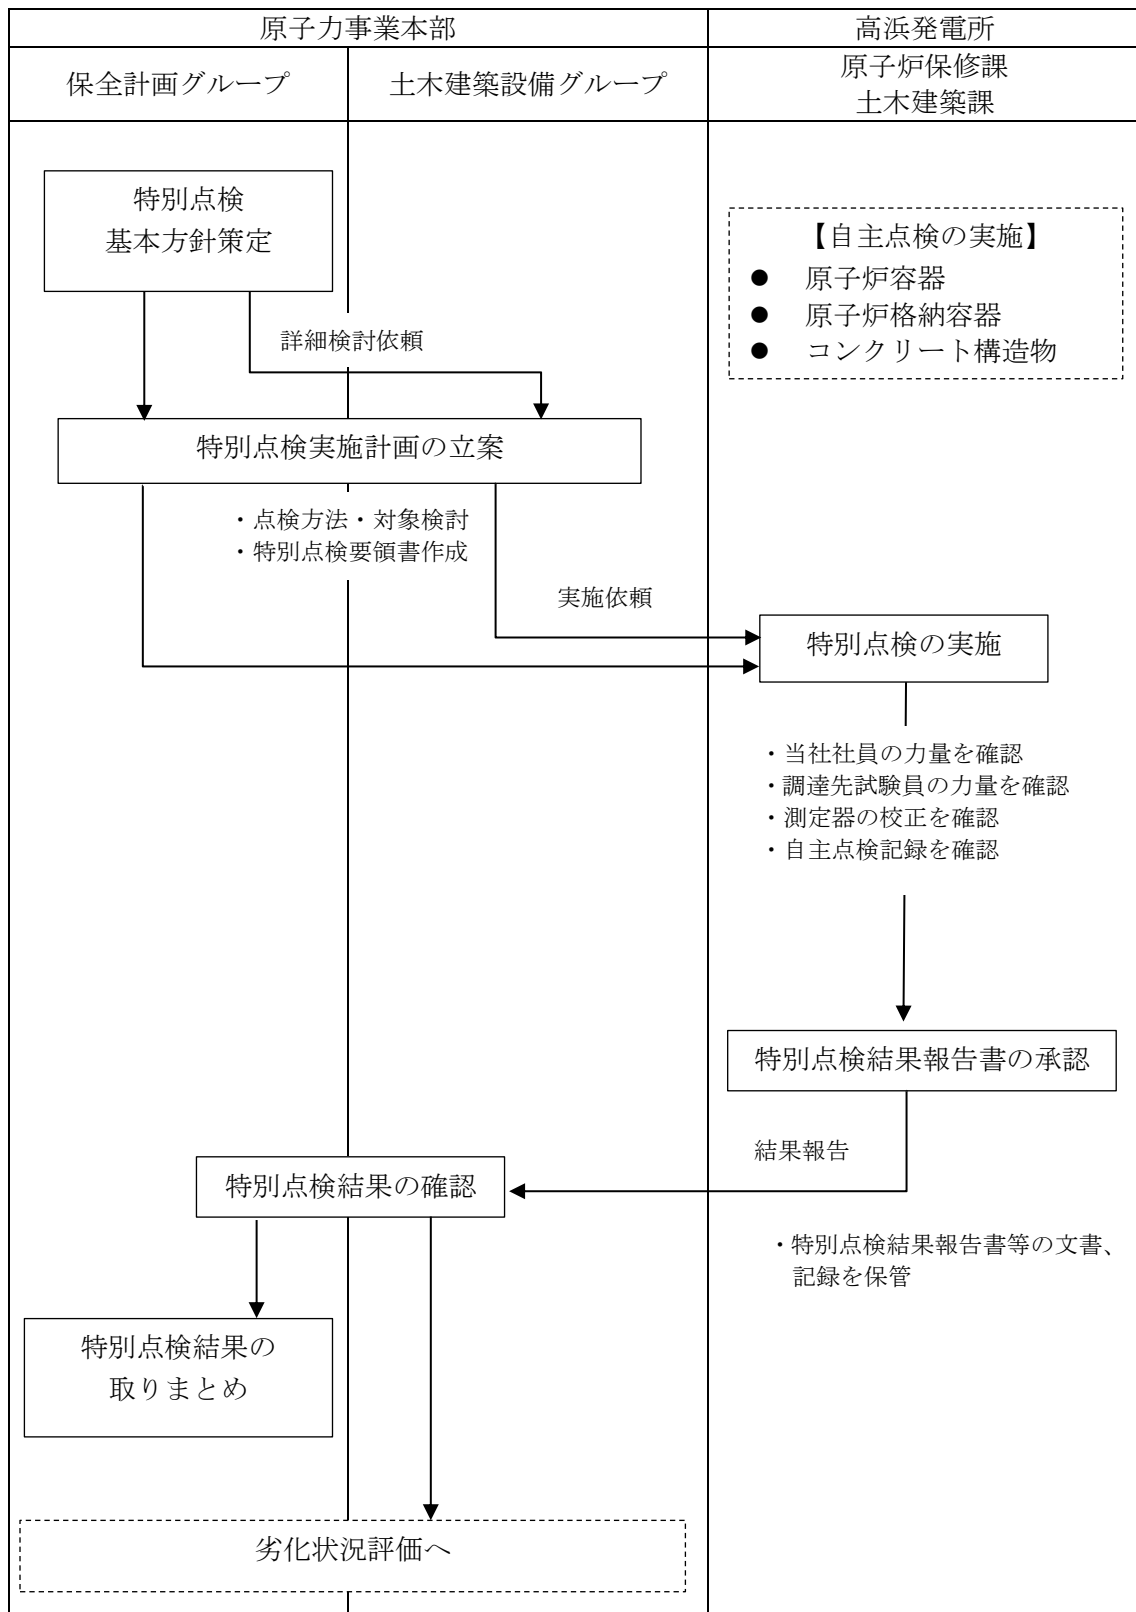 原子力事業本部
高浜発電所
保全計画グループ
土木建築設備グループ
原子炉保修課
土木建築課
特別点検
基本方針策定
【自主点検の実施】
● 原子炉容器
● 原子炉格納容器
● コンクリート構造物
詳細検討依頼
特別点検実施計画の立案
・点検方法・対象検討
・特別点検要領書作成
実施依頼
特別点検の実施
・当社社員の力量を確認
・調達先試験員の力量を確認
・測定器の校正を確認
・自主点検記録を確認
特別点検結果報告書の承認
結果報告
特別点検結果の確認
・特別点検結果報告書等の文書、
記録を保管
特別点検結果の
取りまとめ
劣化状況評価へ